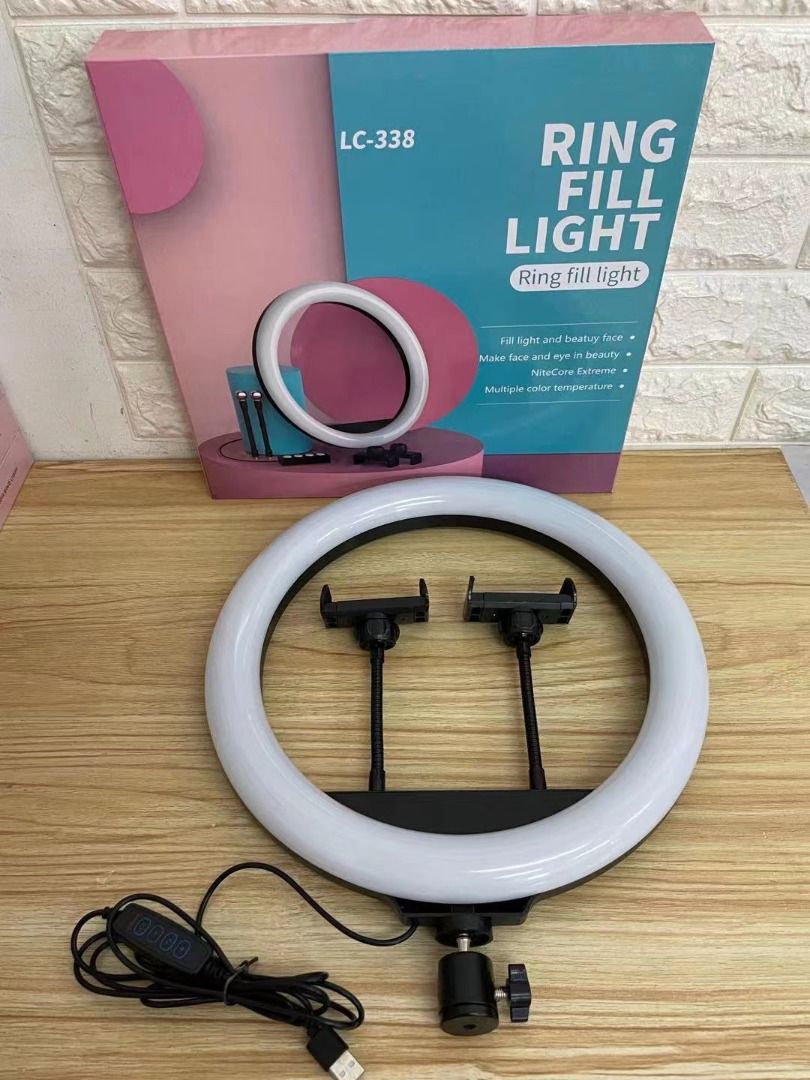 LC-338
RING
FILL
LIGHT
Ring fill light
Fill light and beatuy face
Make face and eye in beauty
NiteCore Extreme
Multiple color temperature